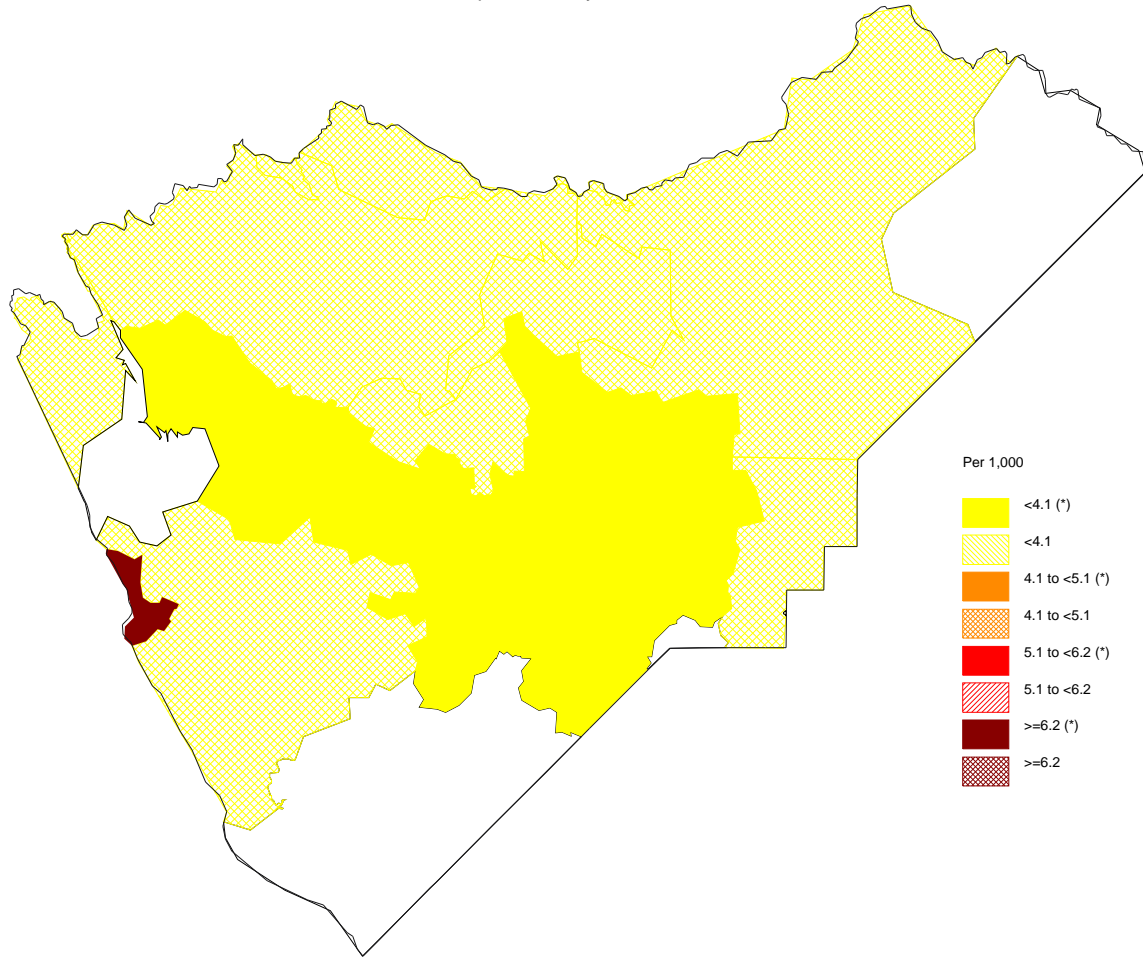 Per 1,000
<4.1 (*)
<4.1
4.1 to <5.1 (*)
4.1 to <5.1
5.1 to <6.2 (*)
5.1 to <6.2
>=6.2 (*)
>=6.2